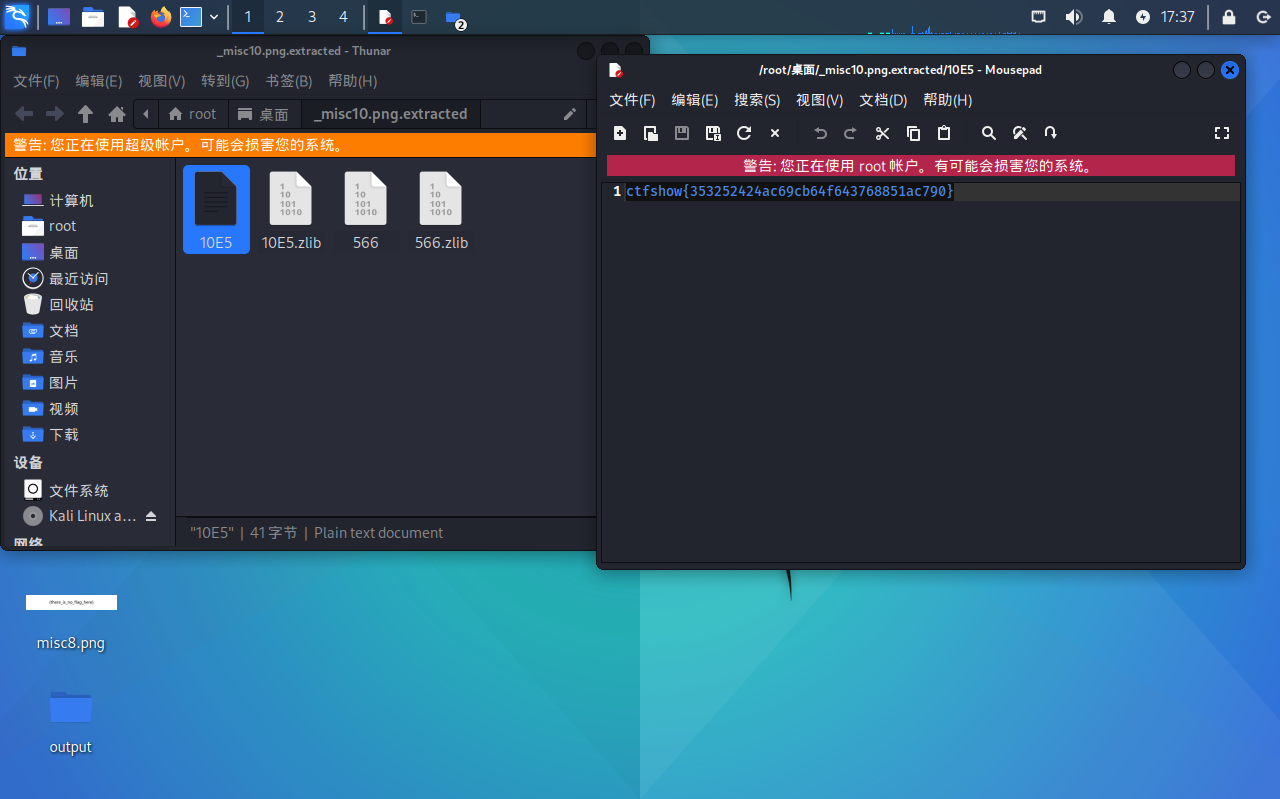 1 2 3 4
2
17:37
_misc10.png.extracted - Thunar
文件(F) 编辑(E) 视图(V) 转到(G) 书签(B) 帮助(H)
root 桌面 _misc10.png.extracted
警告: 您正在使用超级帐户。可能会损害您的系统。
位置
计算机
root
桌面
最近访问
回收站
文档
音乐
图片
视频
下载
设备
文件系统
Kali Linux a...
网络
10E5 10E5.zlib 566 566.zlib
"10E5" | 41 字节 | Plain text document
/root/桌面/_misc10.png.extracted/10E5 - Mousepad
文件(F) 编辑(E) 搜索(S) 视图(V) 文档(D) 帮助(H)
警告: 您正在使用 root 帐户。有可能会损害您的系统。
1 ctfshow{353252424ac69cb64f643768851ac790}
{there_is_no_flag_here}
misc8.png
output